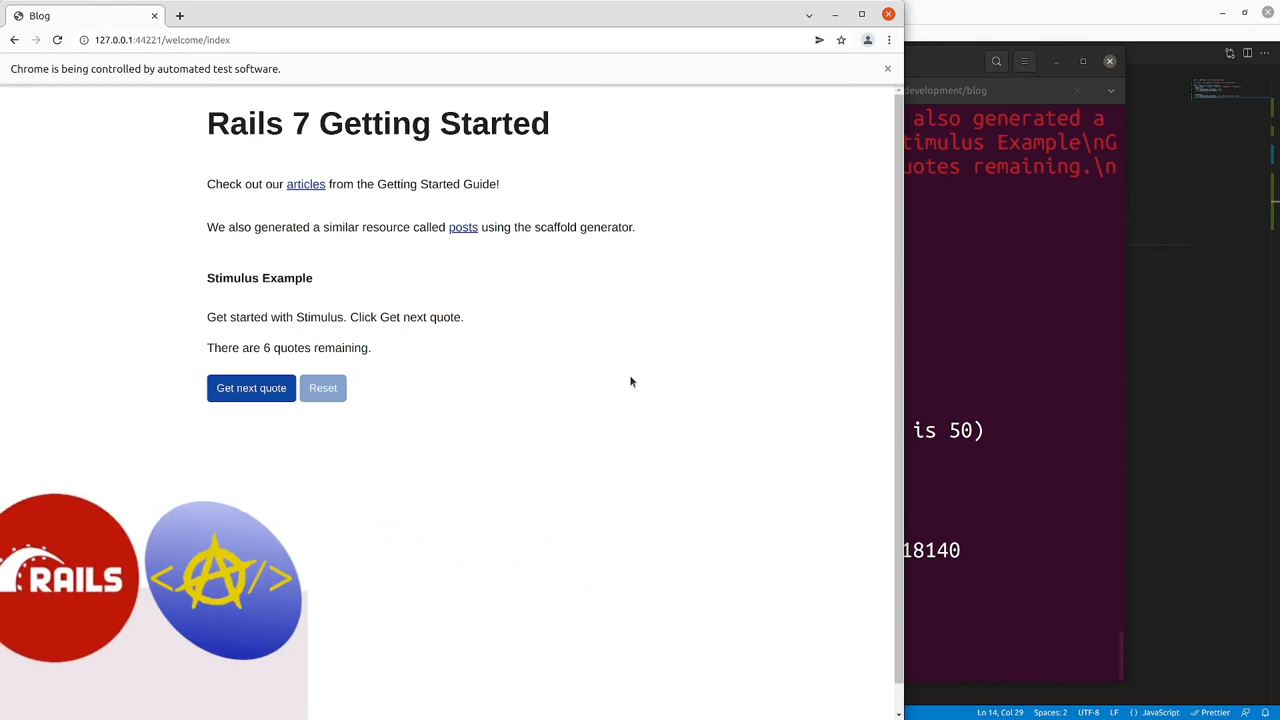 Blog
127.0.0.1:44221/welcome/index
Chrome is being controlled by automated test software.
Rails 7 Getting Started
Check out our articles from the Getting Started Guide!
We also generated a similar resource called posts using the scaffold generator.
Stimulus Example
Get started with Stimulus. Click Get next quote.
There are 6 quotes remaining.
Get next quote Reset
RAILS
</>
development/blog
also generated a
timulus Example\nG
uotes remaining.\n
is 50)
18140
Ln 14, Col 29 Spaces: 2 UTF-8 LF {} JavaScript Prettier